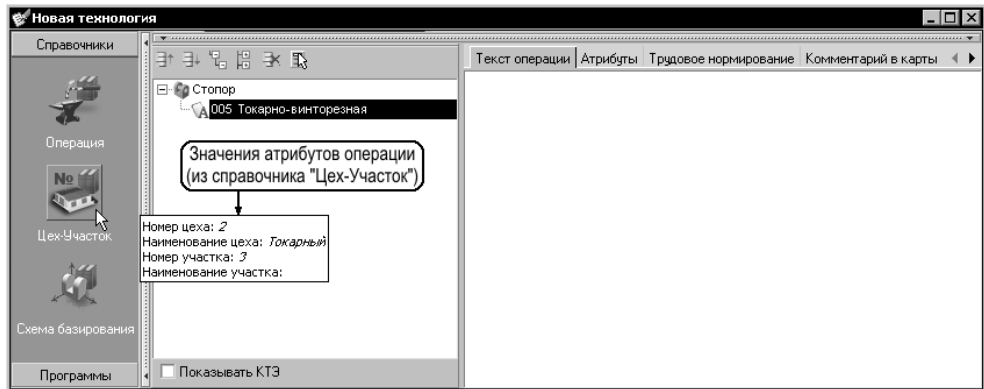 Новая технология
Справочники
Операция
№
Цех-Участок
Схема базирования
Программы
Стопор
005 Токарно-винторезная
Значения атрибутов операции
(из справочника "Цех-Участок")
Номер цеха: 2
Наименование цеха: Токарный
Номер участка: 3
Наименование участка:
Показывать КТЭ
Текст операции Атрибуты Трудовое нормирование Комментарий в карты